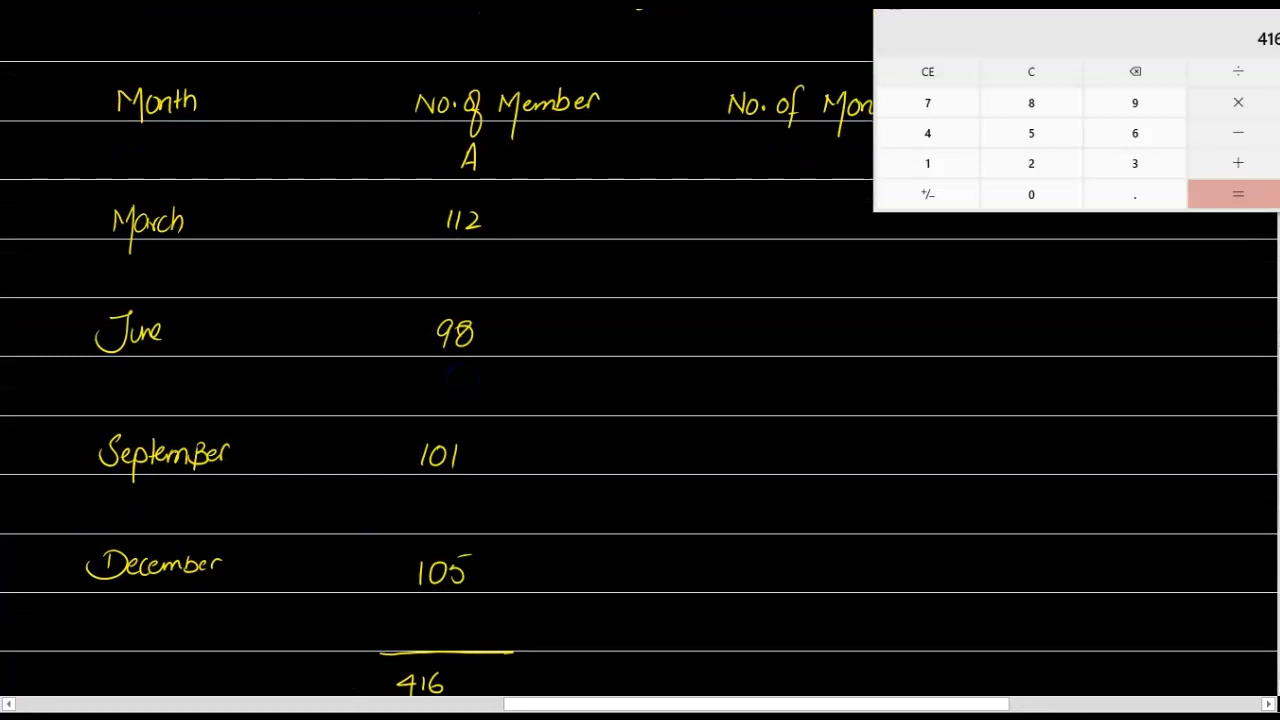 Month No. of Member No. of Mon
A
March 112
June 98
September 101
December 105
416
416
CE C ⌫ ÷
7 8 9 ×
4 5 6 −
1 2 3 +
+/− 0 . =